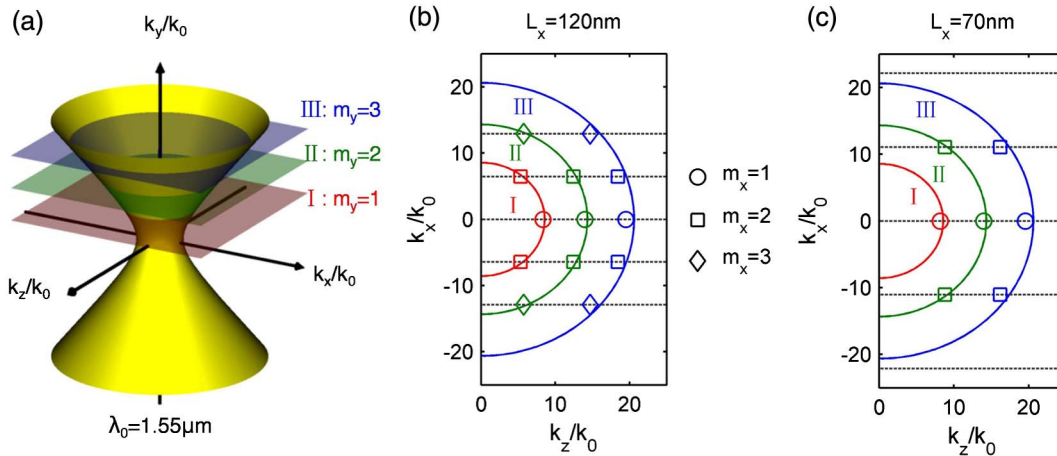 (a)
k_y/k_0
III: m_y=3
II: m_y=2
I: m_y=1
k_z/k_0
k_x/k_0
λ_0=1.55μm
(b)
L_x=120nm
k_x/k_0
20
10
0
-10
-20
III
II
I
0
10
20
k_z/k_0
m_x=1
m_x=2
m_x=3
(c)
L_x=70nm
k_x/k_0
20
10
0
-10
-20
III
II
I
0
10
20
k_z/k_0